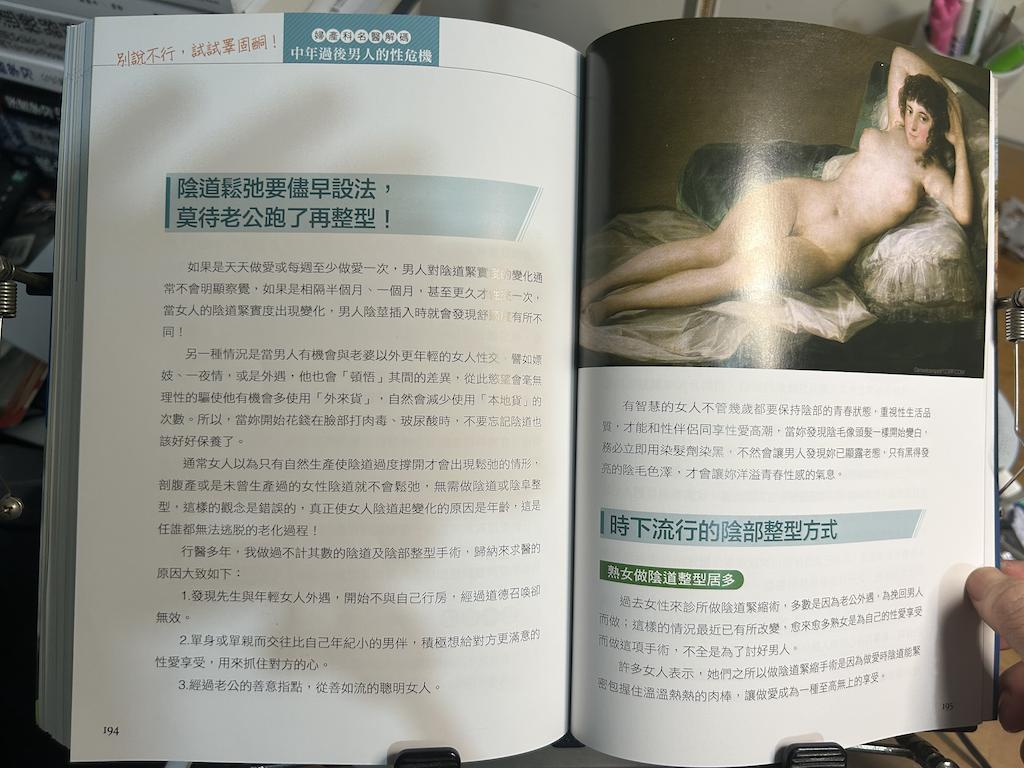 別說不行，試試睪固酮！
婦產科名醫解碼
中年過後男人的性危機
陰道鬆弛要儘早設法，
莫待老公跑了再整型！
如果是天天做愛或每週至少做愛一次，男人對陰道緊實度的變化通
常不會明顯察覺，如果是相隔半個月、一個月，甚至更久才性愛一次，
當女人的陰道緊實度出現變化，男人陰莖插入時就會發現舒適度有所不
同！
另一種情況是當男人有機會與老婆以外更年輕的女人性交，譬如嫖
妓、一夜情，或是外遇，他也會「頓悟」其間的差異，從此慾望會毫無
理性的驅使他有機會多使用「外來貨」，自然會減少使用「本地貨」的
次數。所以，當妳開始花錢在臉部打肉毒、玻尿酸時，不要忘記陰道也
該好好保養了。
通常女人以為只有自然生產使陰道過度撐開才會出現鬆弛的情形，
剖腹產或是未曾生產過的女性陰道就不會鬆弛，無需做陰道或陰阜整
型，這樣的觀念是錯誤的，真正使女人陰道起變化的原因是年齡，這是
任誰都無法逃脫的老化過程！
行醫多年，我做過不計其數的陰道及陰部整型手術，歸納來求醫的
原因大致如下：
1.發現先生與年輕女人外遇，開始不與自己行房，經過道德召喚卻
無效。
2.單身或單親而交往比自己年紀小的男伴，積極想給對方更滿意的
性愛享受，用來抓住對方的心。
3.經過老公的善意指點，從善如流的聰明女人。
194
有智慧的女人不管幾歲都要保持陰部的青春狀態，重視性生活品
質，才能和性伴侶同享性愛高潮，當妳發現陰毛像頭髮一樣開始變白，
務必立即用染髮劑染黑，不然會讓男人發現妳已顯露老態，只有黑得發
亮的陰毛色澤，才會讓妳洋溢青春性感的氣息。
時下流行的陰部整型方式
熟女做陰道整型居多
過去女性來診所做陰道緊縮術，多數是因為老公外遇，為挽回男人
而做；這樣的情況最近已有所改變，愈來愈多熟女是為自己的性愛享受
而做這項手術，不全是為了討好男人。
許多女人表示，她們之所以做陰道緊縮手術是因為做愛時陰道能緊
密包握住溫溫熱熱的肉棒，讓做愛成為一種至高無上的享受。
195